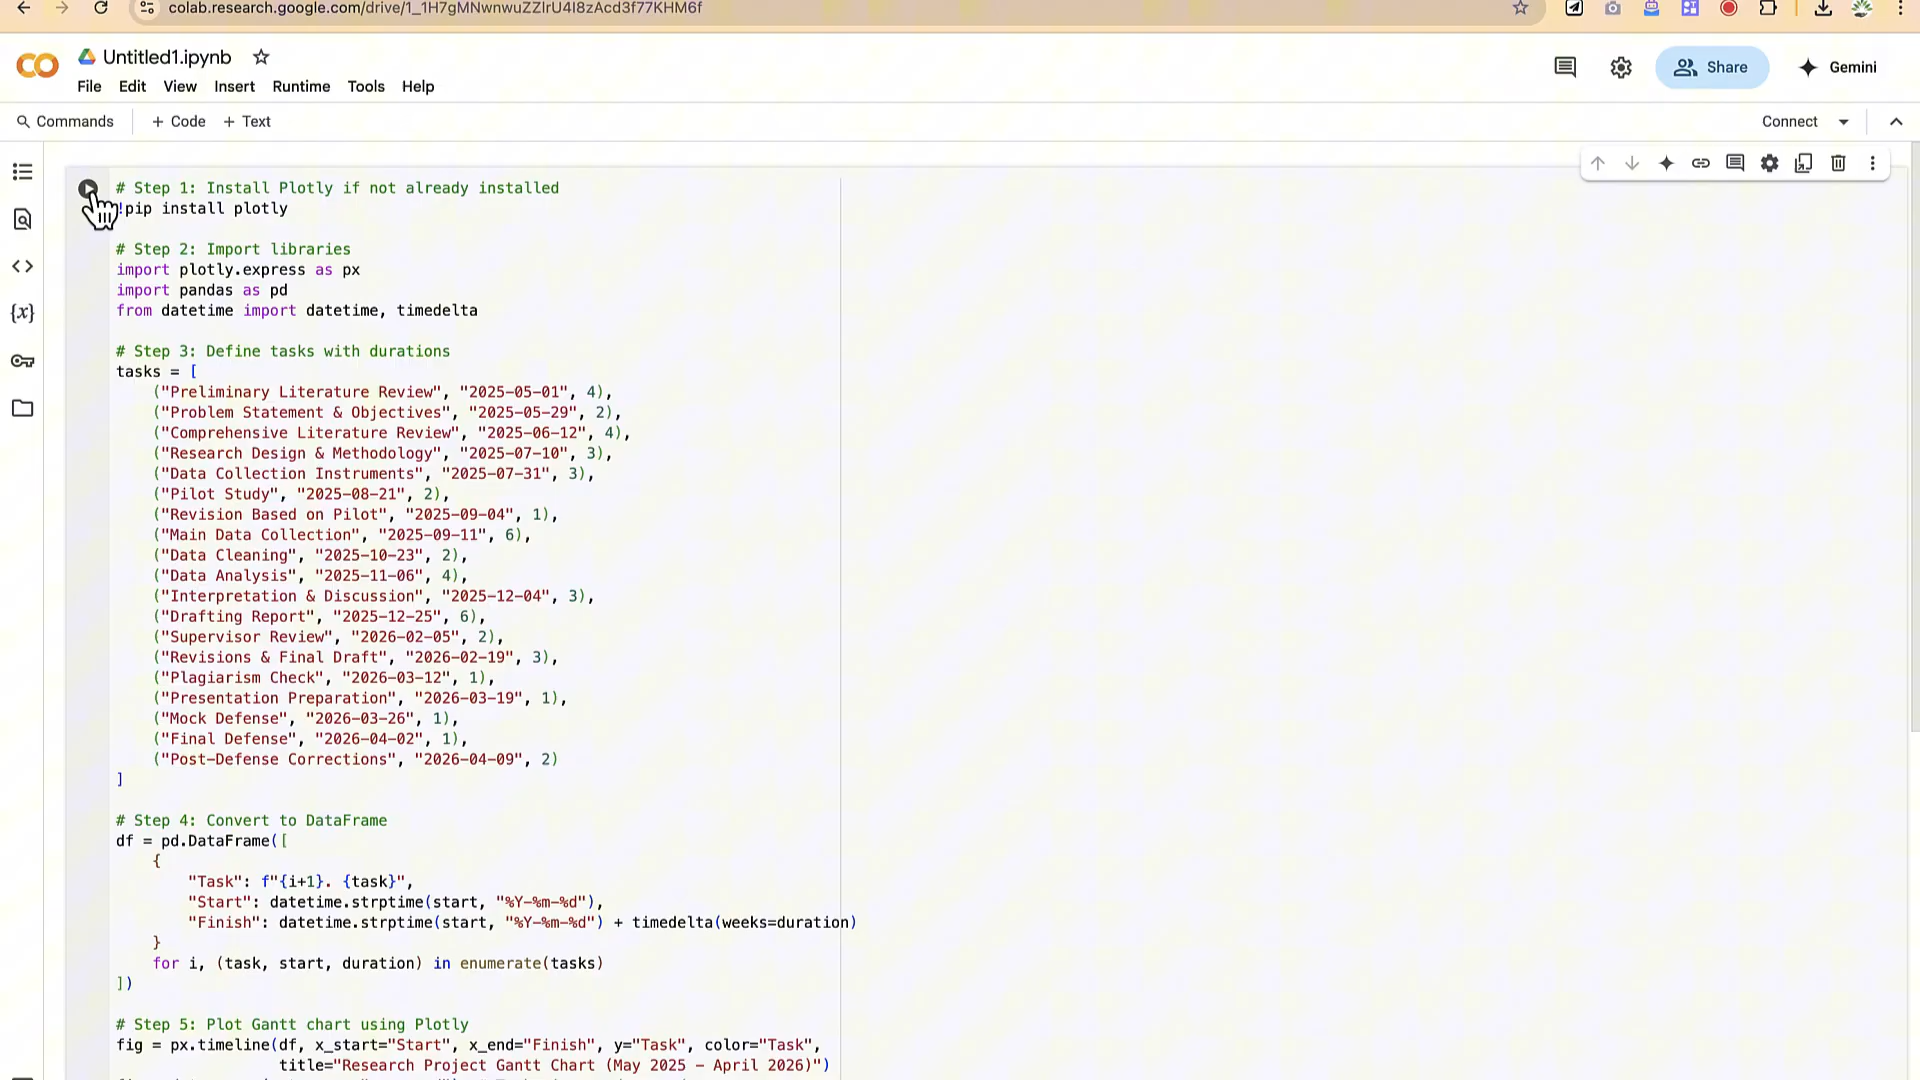 colab.research.google.com/drive/1_1H7gMNwnwuZZIrU4I8zAcd3f77KHM6f
Untitled1.ipynb
Share
Gemini
File Edit View Insert Runtime Tools Help
Commands + Code + Text
Connect
# Step 1: Install Plotly if not already installed
!pip install plotly
# Step 2: Import libraries
import plotly.express as px
import pandas as pd
from datetime import datetime, timedelta
# Step 3: Define tasks with durations
tasks = [
("Preliminary Literature Review", "2025-05-01", 4),
("Problem Statement & Objectives", "2025-05-29", 2),
("Comprehensive Literature Review", "2025-06-12", 4),
("Research Design & Methodology", "2025-07-10", 3),
("Data Collection Instruments", "2025-07-31", 3),
("Pilot Study", "2025-08-21", 2),
("Revision Based on Pilot", "2025-09-04", 1),
("Main Data Collection", "2025-09-11", 6),
("Data Cleaning", "2025-10-23", 2),
("Data Analysis", "2025-11-06", 4),
("Interpretation & Discussion", "2025-12-04", 3),
("Drafting Report", "2025-12-25", 6),
("Supervisor Review", "2026-02-05", 2),
("Revisions & Final Draft", "2026-02-19", 3),
("Plagiarism Check", "2026-03-12", 1),
("Presentation Preparation", "2026-03-19", 1),
("Mock Defense", "2026-03-26", 1),
("Final Defense", "2026-04-02", 1),
("Post-Defense Corrections", "2026-04-09", 2)
]
# Step 4: Convert to DataFrame
df = pd.DataFrame([
{
"Task": f"{i+1}. {task}",
"Start": datetime.strptime(start, "%Y-%m-%d"),
"Finish": datetime.strptime(start, "%Y-%m-%d") + timedelta(weeks=duration)
}
for i, (task, start, duration) in enumerate(tasks)
])
# Step 5: Plot Gantt chart using Plotly
fig = px.timeline(df, x_start="Start", x_end="Finish", y="Task", color="Task",
title="Research Project Gantt Chart (May 2025 – April 2026)")